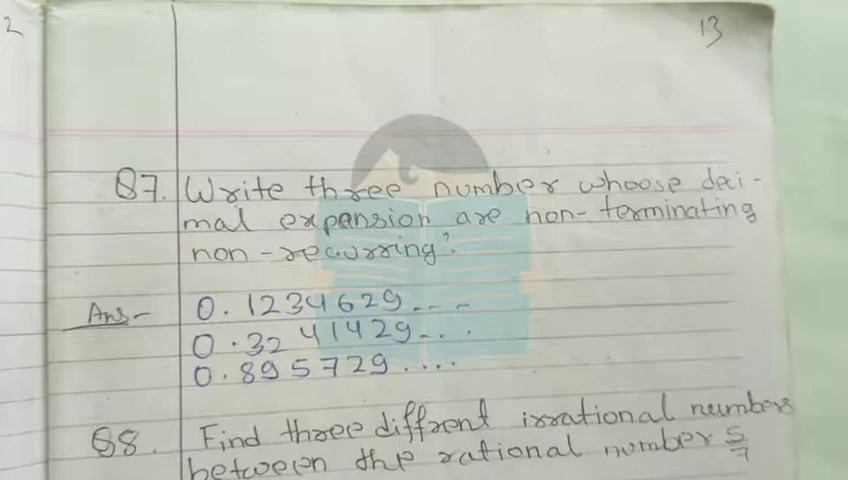 2
13
Q7. Write three number whoose deci-
mal expansion are non-terminating
non-recurring?
Ans- 0.1234629....
0.3241429...
0.895729....
Q8. Find three diffrent irrational numbers
between the rational number 5/7